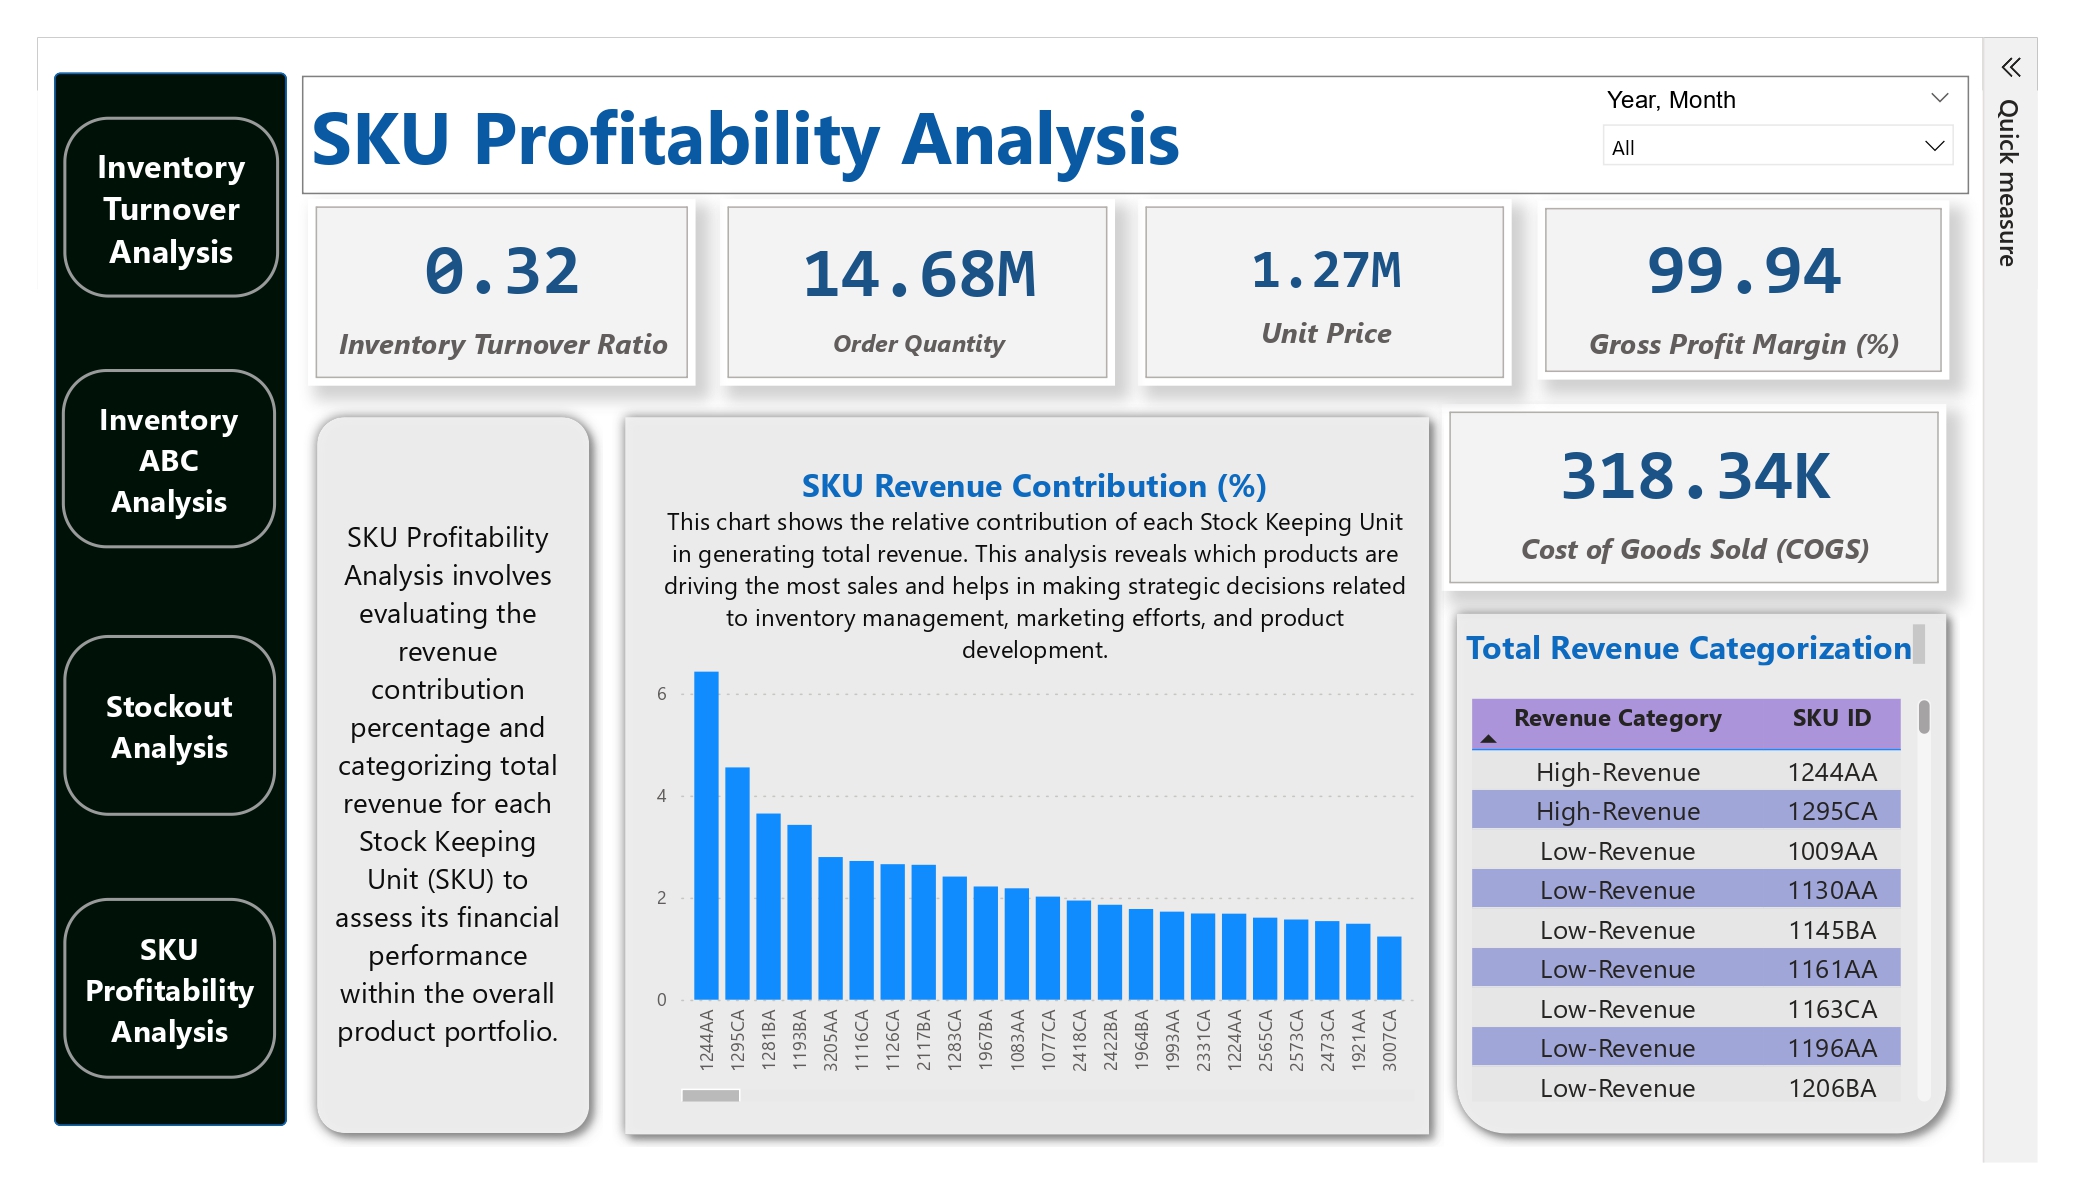 Inventory
Turnover
Analysis
Inventory
ABC
Analysis
Stockout
Analysis
SKU
Profitability
Analysis
SKU Profitability Analysis
Year, Month
All
Quick measure
0.32
Inventory Turnover Ratio
14.68M
Order Quantity
1.27M
Unit Price
99.94
Gross Profit Margin (%)
SKU Profitability
Analysis involves
evaluating the
revenue
contribution
percentage and
categorizing total
revenue for each
Stock Keeping
Unit (SKU) to
assess its financial
performance
within the overall
product portfolio.
SKU Revenue Contribution (%)
This chart shows the relative contribution of each Stock Keeping Unit
in generating total revenue. This analysis reveals which products are
driving the most sales and helps in making strategic decisions related
to inventory management, marketing efforts, and product
development.
6
4
2
0
1244AA
1295CA
1281BA
1193BA
3205AA
1116CA
1126CA
2117BA
1283CA
1967BA
1083AA
1077CA
2418CA
2422BA
1964BA
1993AA
2331CA
1224AA
2565CA
2573CA
2473CA
1921AA
3007CA
318.34K
Cost of Goods Sold (COGS)
Total Revenue Categorization
Revenue Category SKU ID
High-Revenue 1244AA
High-Revenue 1295CA
Low-Revenue 1009AA
Low-Revenue 1130AA
Low-Revenue 1145BA
Low-Revenue 1161AA
Low-Revenue 1163CA
Low-Revenue 1196AA
Low-Revenue 1206BA